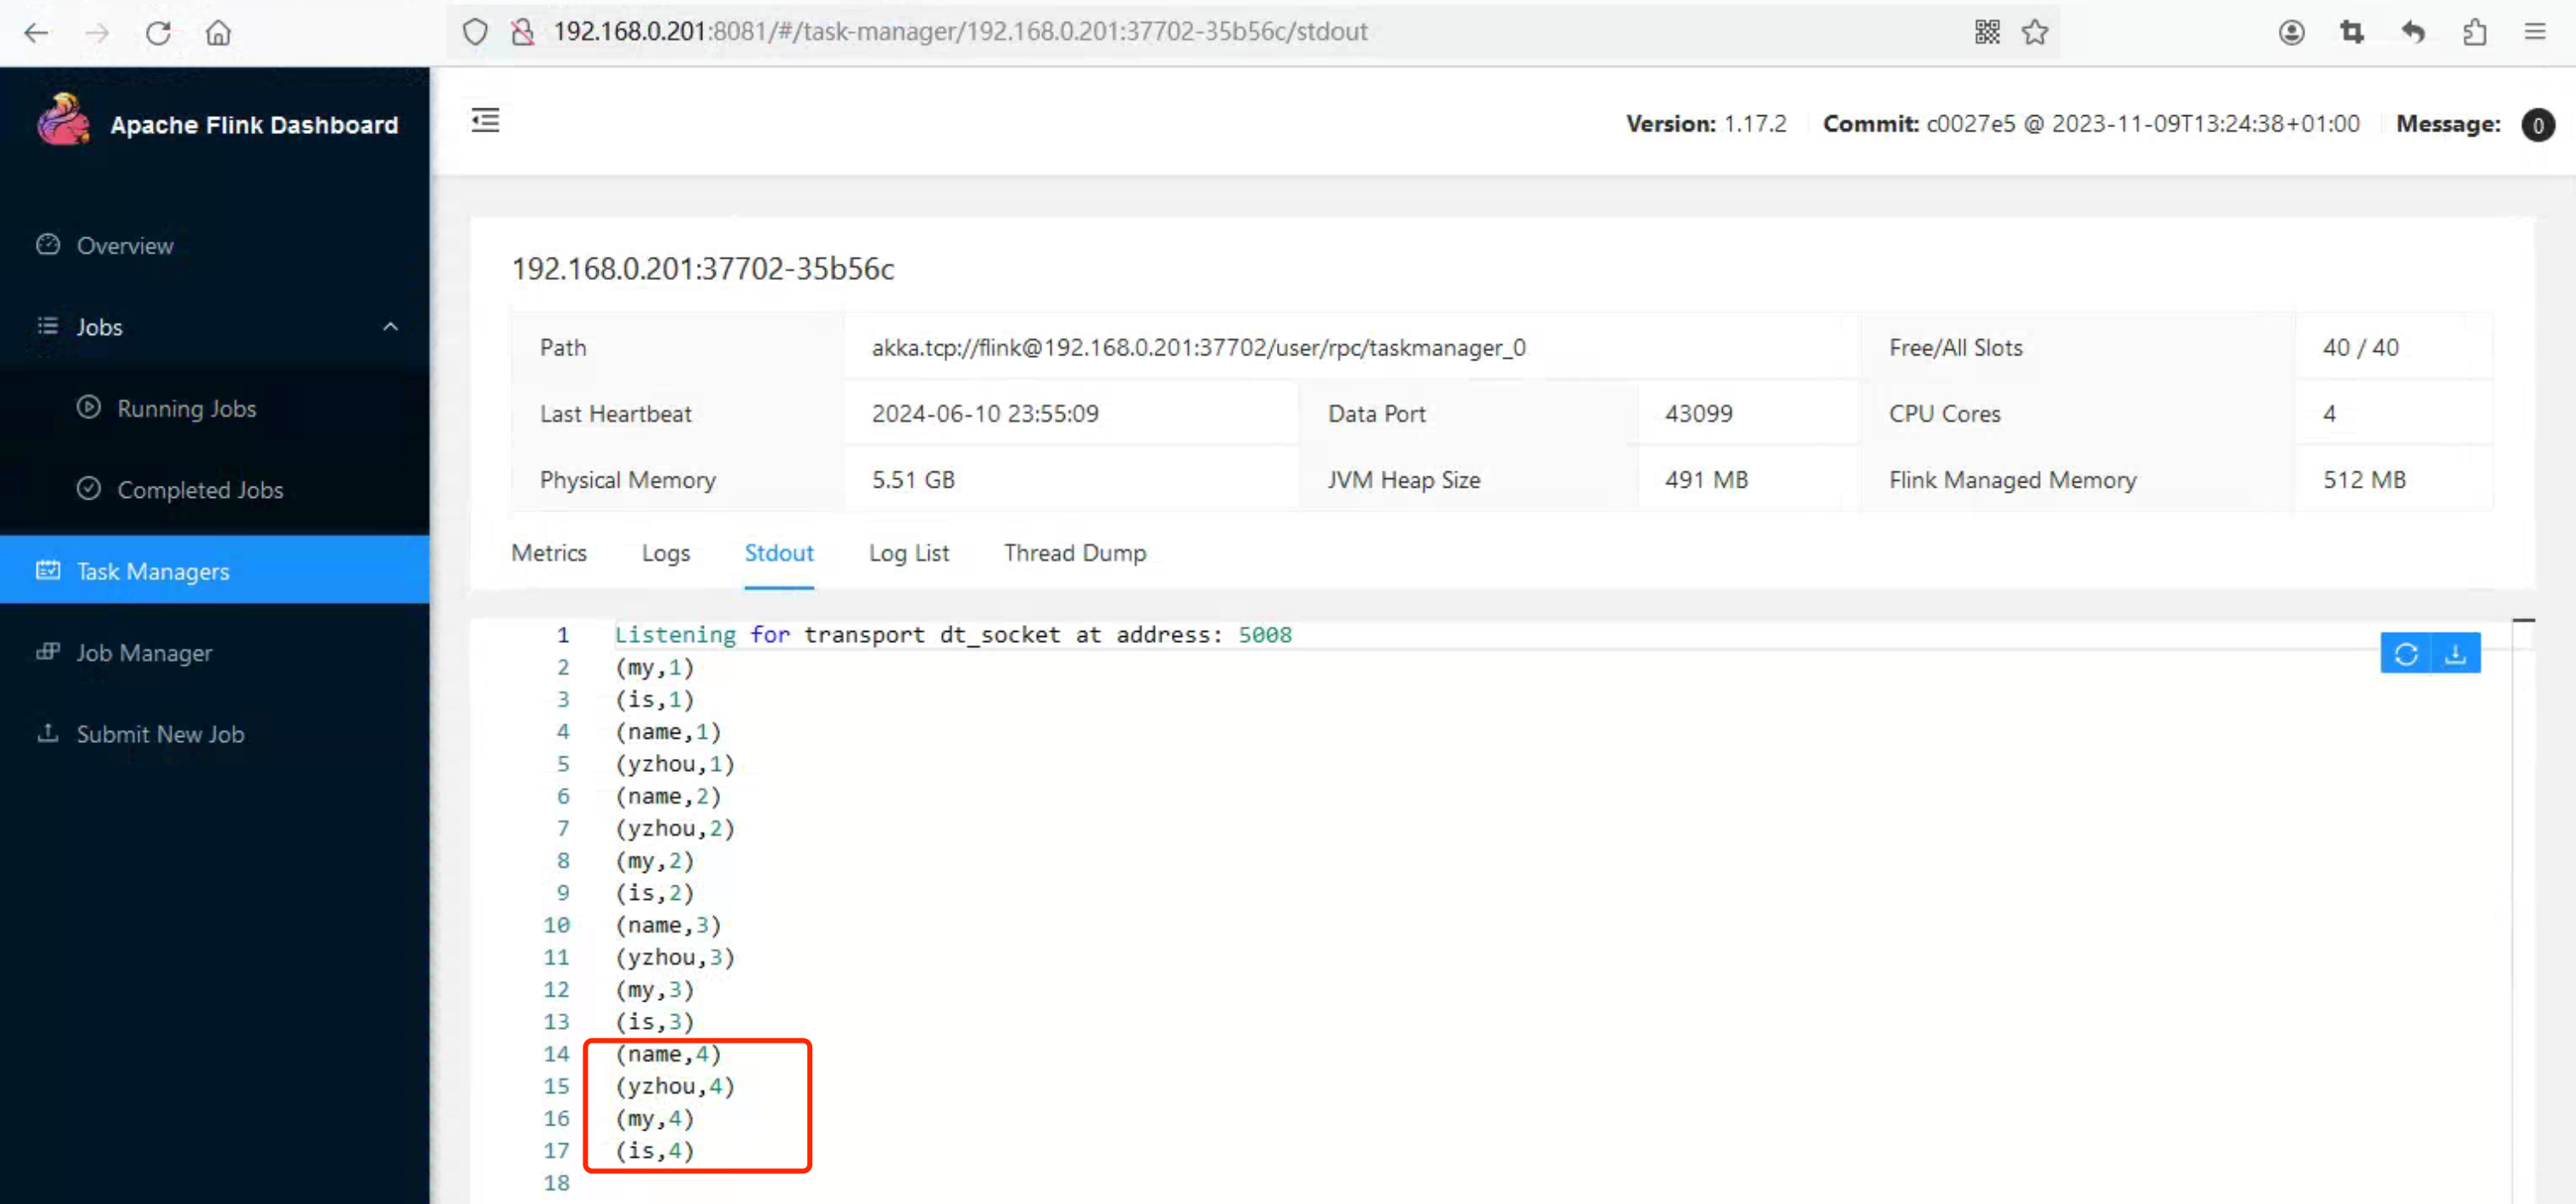 192.168.0.201:8081/#/task-manager/192.168.0.201:37702-35b56c/stdout
Apache Flink Dashboard
Version: 1.17.2 Commit: c0027e5 @ 2023-11-09T13:24:38+01:00 Message: 0
Overview
Jobs
Running Jobs
Completed Jobs
Task Managers
Job Manager
Submit New Job
192.168.0.201:37702-35b56c
Path akka.tcp://flink@192.168.0.201:37702/user/rpc/taskmanager_0 Free/All Slots 40 / 40
Last Heartbeat 2024-06-10 23:55:09 Data Port 43099 CPU Cores 4
Physical Memory 5.51 GB JVM Heap Size 491 MB Flink Managed Memory 512 MB
Metrics Logs Stdout Log List Thread Dump
1 Listening for transport dt_socket at address: 5008
2 (my,1)
3 (is,1)
4 (name,1)
5 (yzhou,1)
6 (name,2)
7 (yzhou,2)
8 (my,2)
9 (is,2)
10 (name,3)
11 (yzhou,3)
12 (my,3)
13 (is,3)
14 (name,4)
15 (yzhou,4)
16 (my,4)
17 (is,4)
18